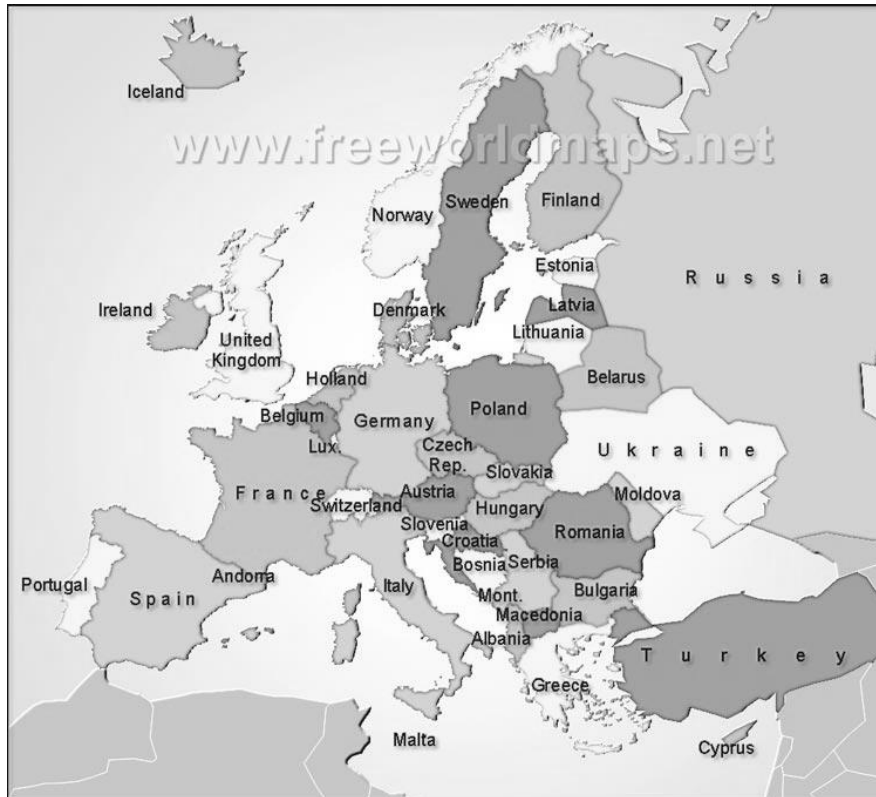 Iceland
www.freeworldmaps.net
Norway
Sweden
Finland
Estonia
Russia
Ireland
Denmark
Latvia
United
Kingdom
Lithuania
Holland
Belarus
Belgium
Germany
Poland
Lux.
Czech
Rep.
Ukraine
Slovakia
France
Switzerland
Austria
Moldova
Hungary
Slovenia
Romania
Croatia
Bosnia
Serbia
Portugal
Spain
Andorra
Italy
Mont.
Bulgaria
Macedonia
Albania
Turkey
Greece
Malta
Cyprus